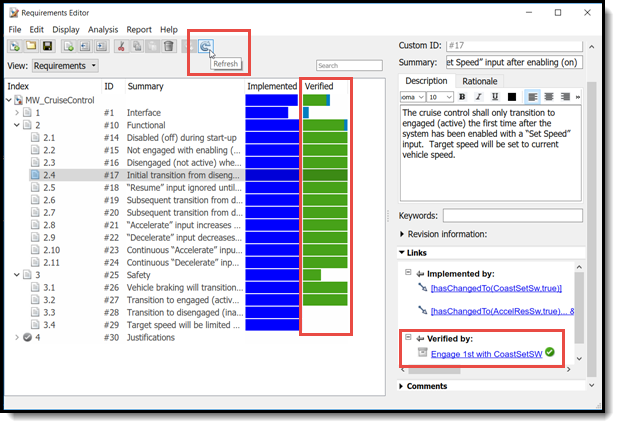 Requirements Editor
File Edit Display Analysis Report Help
Refresh
View: Requirements
Search
Index ID Summary Implemented Verified
MW_CruiseControl
1 #1 Interface
2 #10 Functional
2.1 #14 Disabled (off) during start-up
2.2 #15 Not engaged with enabling (...
2.3 #16 Disengaged (not active) whe...
2.4 #17 Initial transition from diseng...
2.5 #18 "Resume" input ignored until...
2.6 #19 Subsequent transition from d...
2.7 #20 Subsequent transition from d...
2.8 #21 "Accelerate" input increases ...
2.9 #22 "Decelerate" input decreases...
2.10 #23 Continuous "Accelerate" inpu...
2.11 #24 Continuous "Decelerate" inp...
3 #25 Safety
3.1 #26 Vehicle braking will transition...
3.2 #27 Transition to engaged (activ...
3.3 #28 Transition to disengaged (ina...
3.4 #29 Target speed will be limited ...
4 #30 Justifications
Custom ID: #17
Summary: et Speed" input after enabling (on)
Description Rationale
oma 10 B I U
The cruise control shall only transition to
engaged (active) the first time after the
system has been enabled with a "Set Speed"
input. Target speed will be set to current
vehicle speed.
Keywords:
Revision information:
Links
Implemented by:
[hasChangedTo(CoastSetSw,true)]
[hasChangedTo(AccelResSw,true)... &
Verified by:
Engage 1st with CoastSetSW
Comments